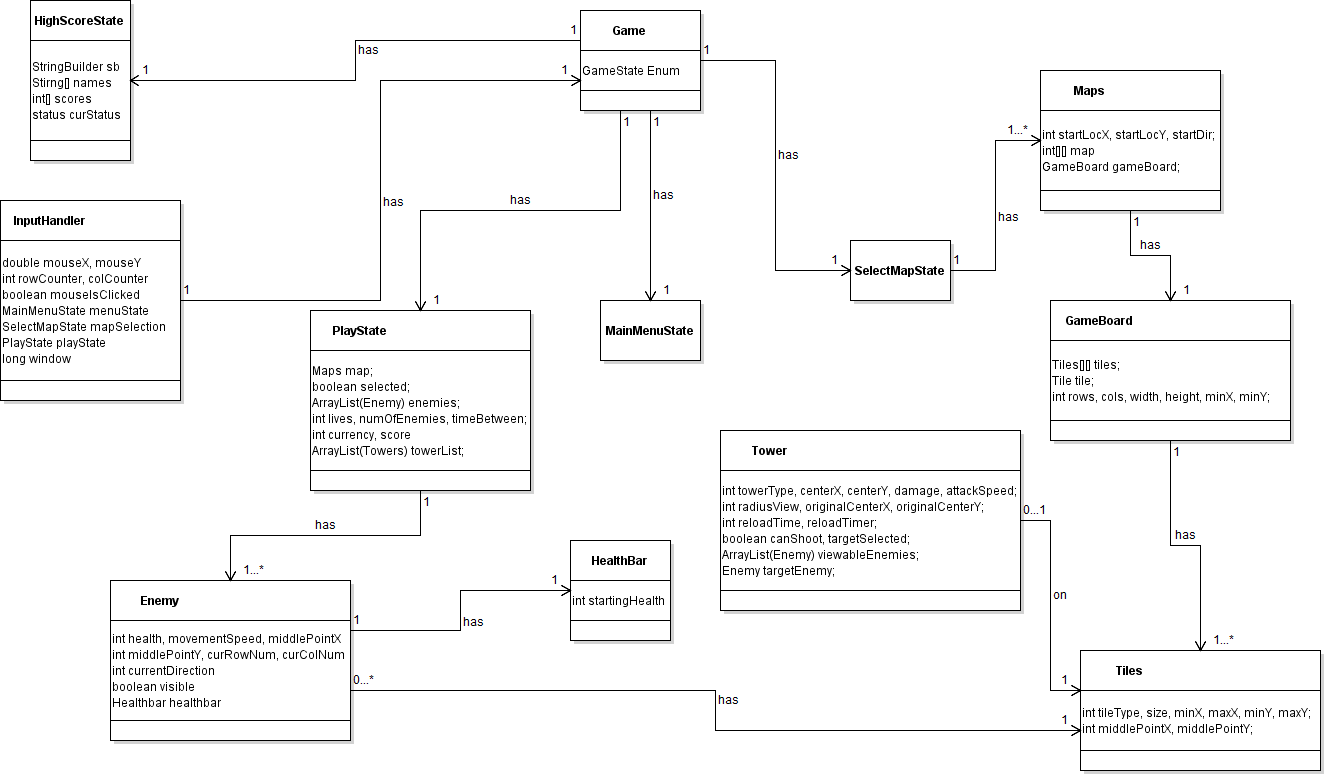 HighScoreState
StringBuilder sb
Stirng[] names
int[] scores
status curStatus
1
has
1
Game
GameState Enum
1
1
1
1
has
has
has
1
has
InputHandler
double mouseX, mouseY
int rowCounter, colCounter
boolean mouseIsClicked
MainMenuState menuState
SelectMapState mapSelection
PlayState playState
long window
1
1
PlayState
Maps map;
boolean selected;
ArrayList(Enemy) enemies;
int lives, numOfEnemies, timeBetween;
int currency, score
ArrayList(Towers) towerList;
1
MainMenuState
1
SelectMapState
1
has
1...*
Maps
int startLocX, startLocY, startDir;
int[][] map
GameBoard gameBoard;
1
has
1
GameBoard
Tiles[][] tiles;
Tile tile;
int rows, cols, width, height, minX, minY;
1
has
1...*
1
has
1...*
Enemy
int health, movementSpeed, middlePointX
int middlePointY, curRowNum, curColNum
int currentDirection
boolean visible
Healthbar healthbar
1
has
1
HealthBar
int startingHealth
Tower
int towerType, centerX, centerY, damage, attackSpeed;
int radiusView, originalCenterX, originalCenterY;
int reloadTime, reloadTimer;
boolean canShoot, targetSelected;
ArrayList(Enemy) viewableEnemies;
Enemy targetEnemy;
0...1
on
1
0...*
has
1
Tiles
int tileType, size, minX, maxX, minY, maxY;
int middlePointX, middlePointY;